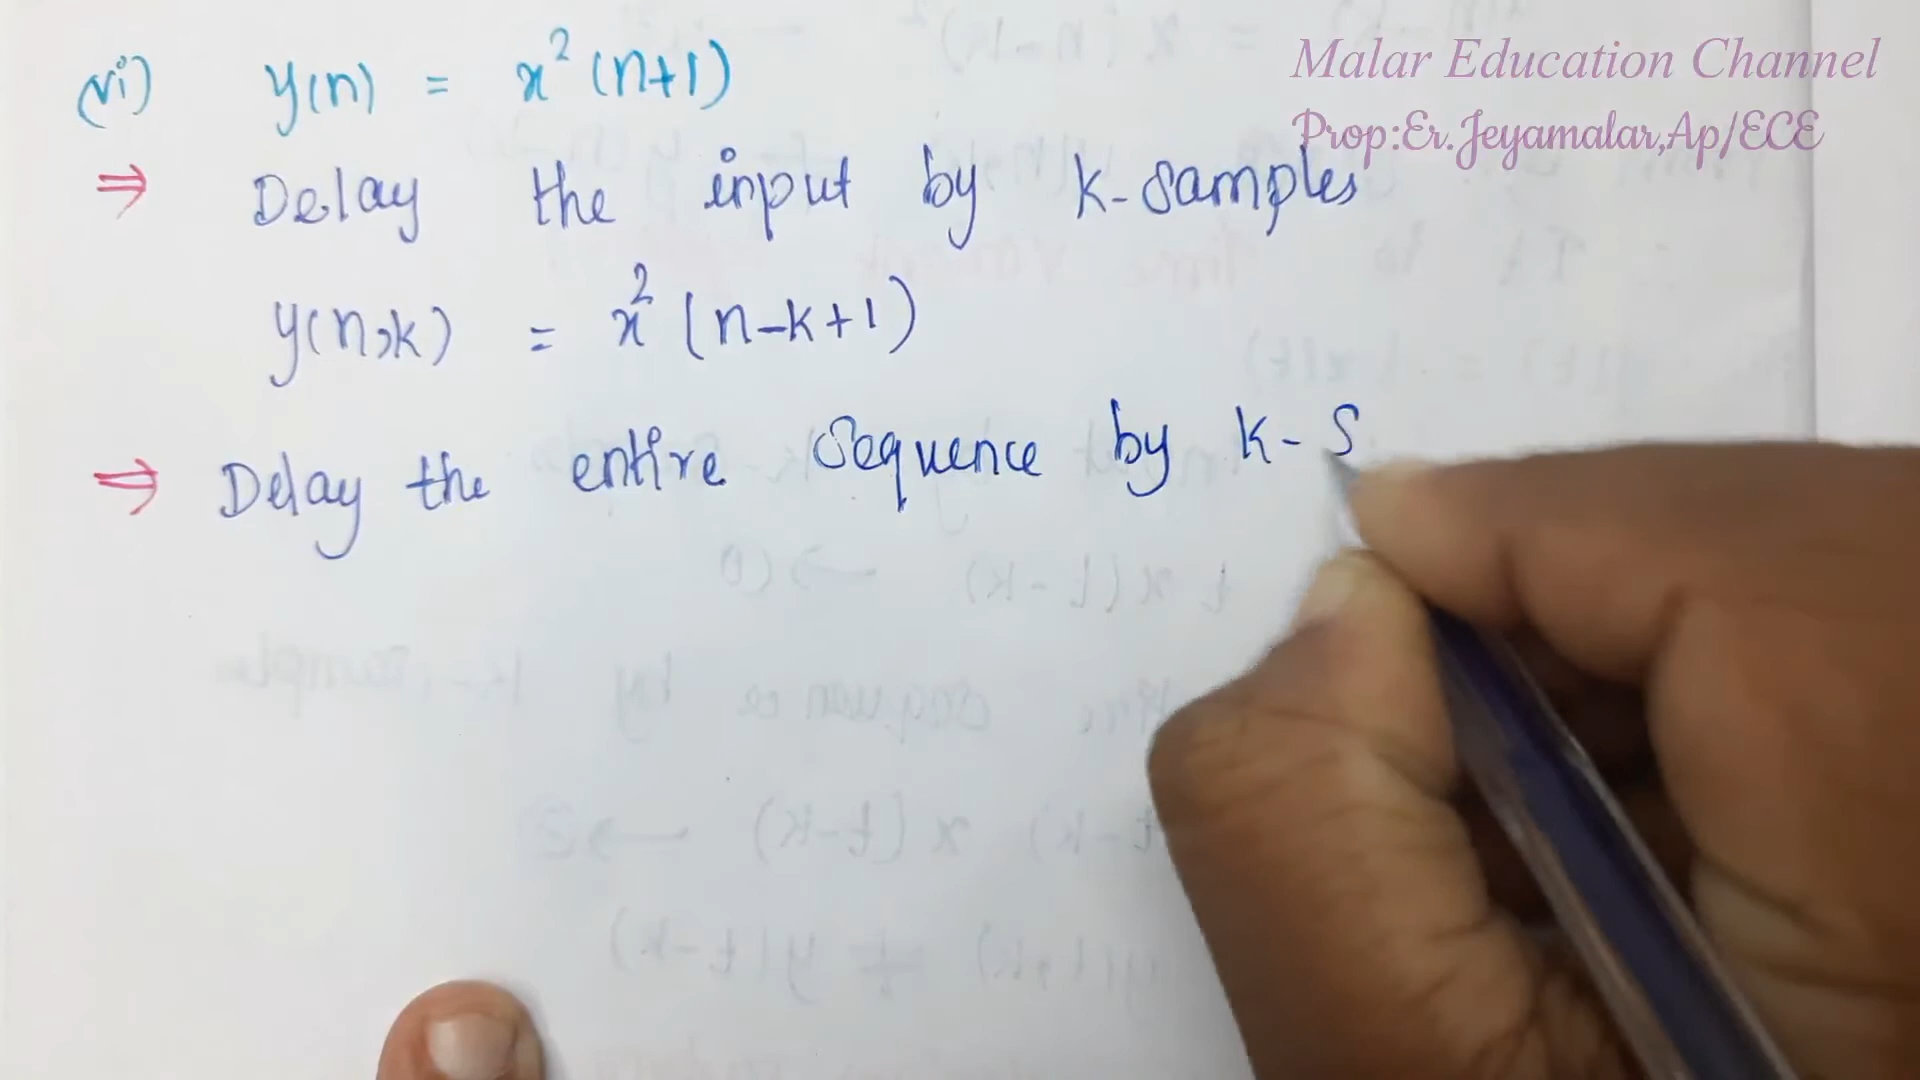 Malar Education Channel
Prop:Er.Jeyamalar,Ap/ECE
(vi) y(n) = x² (n+1)
⇒ Delay the input by k-samples
y(n,k) = x² (n-k+1)
⇒ Delay the entire sequence by k-s